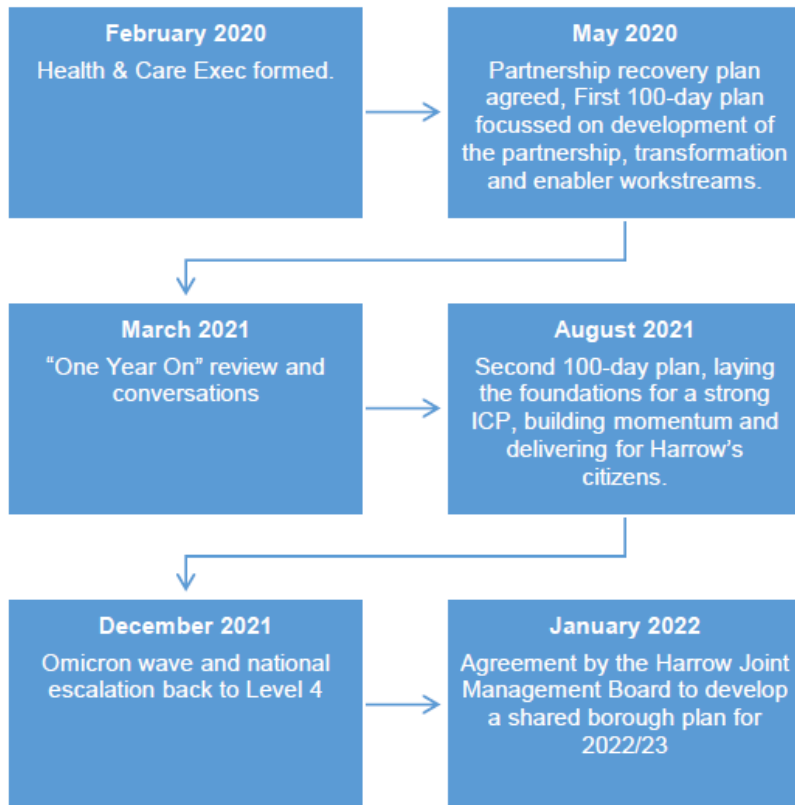 February 2020
Health & Care Exec formed.
May 2020
Partnership recovery plan
agreed, First 100-day plan
focussed on development of
the partnership, transformation
and enabler workstreams.
March 2021
“One Year On” review and
conversations
August 2021
Second 100-day plan, laying
the foundations for a strong
ICP, building momentum and
delivering for Harrow’s
citizens.
December 2021
Omicron wave and national
escalation back to Level 4
January 2022
Agreement by the Harrow Joint
Management Board to develop
a shared borough plan for
2022/23